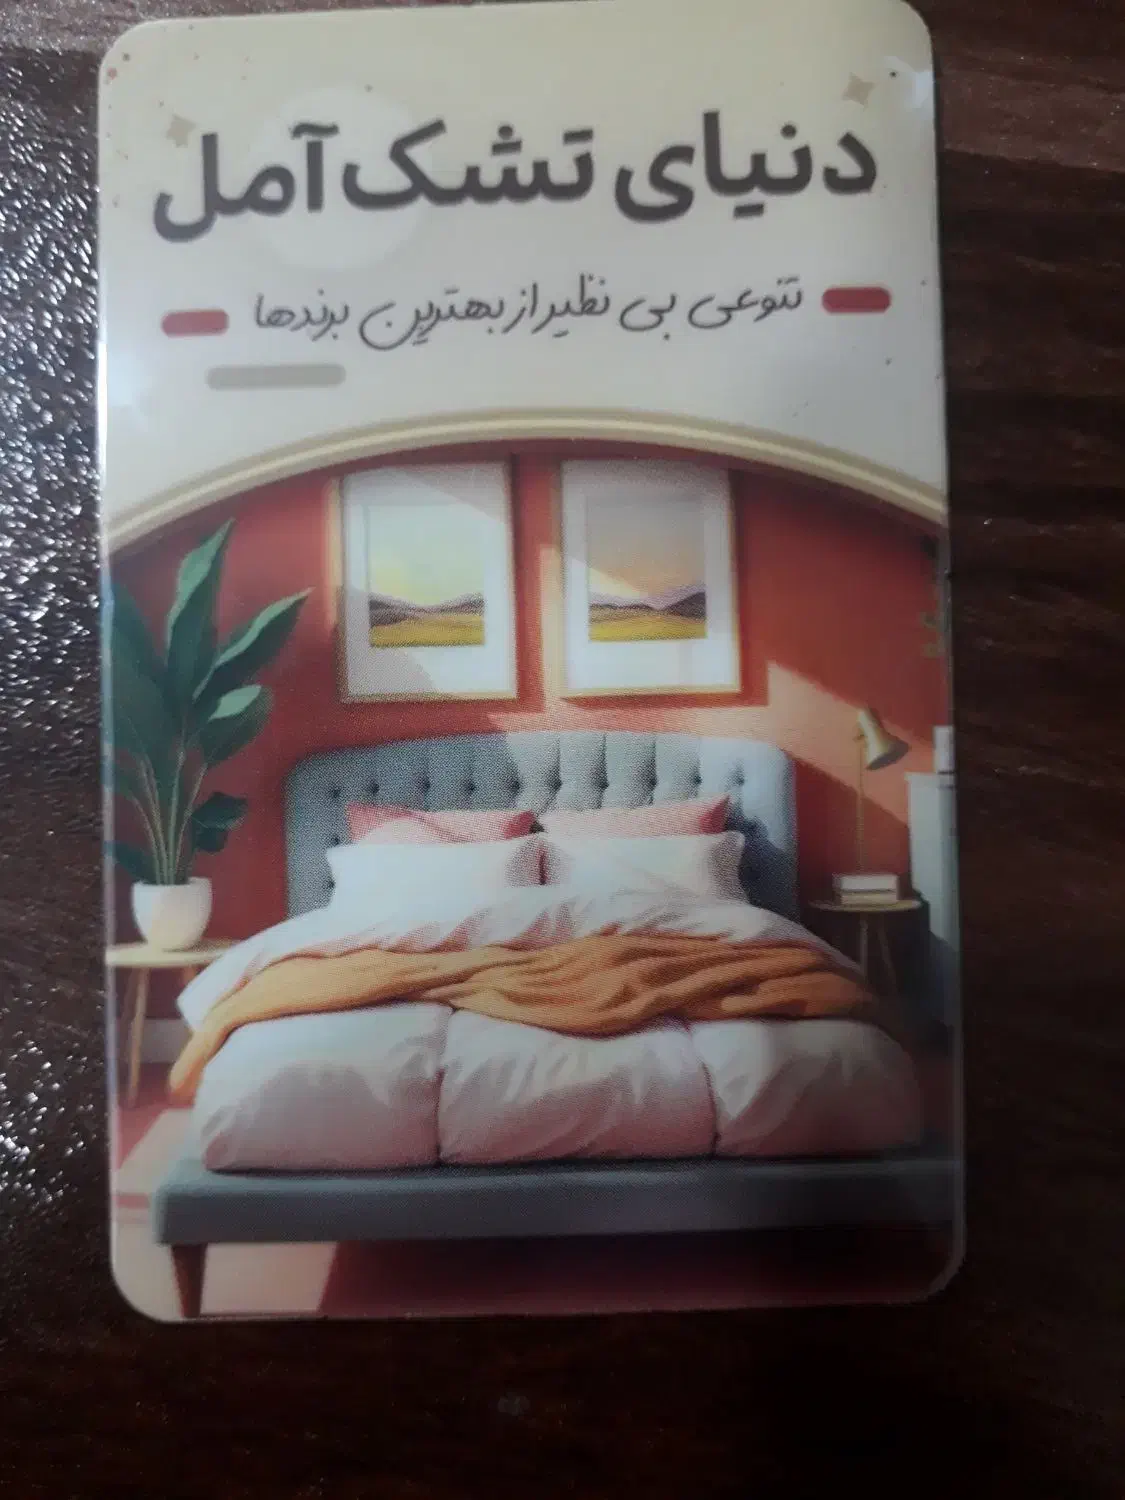 دنیای تشک آمل
تنوعی بی نظیر از بهترین برندها